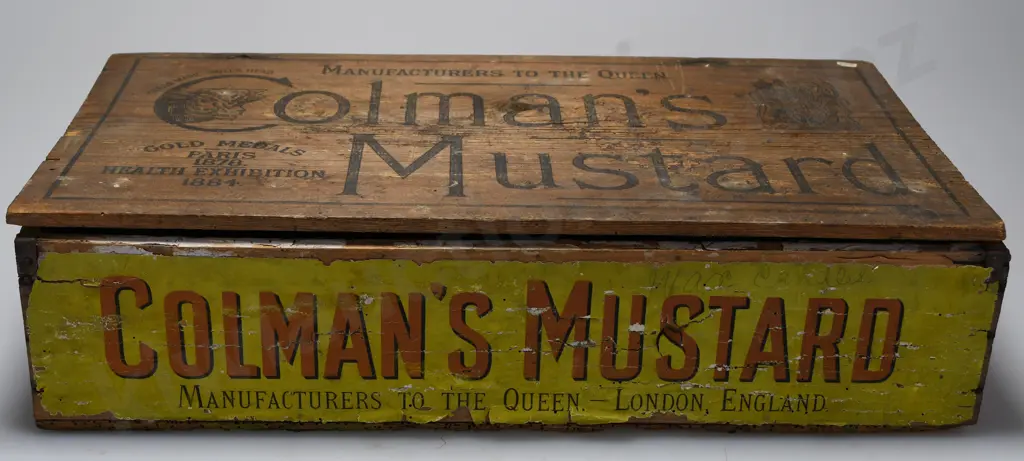 Manufacturers to the Queen
Colman's
Mustard
Gold Medals
Paris
1878.
Health Exhibition
1884.
Colman's Mustard
Manufacturers to the Queen.—London, England.